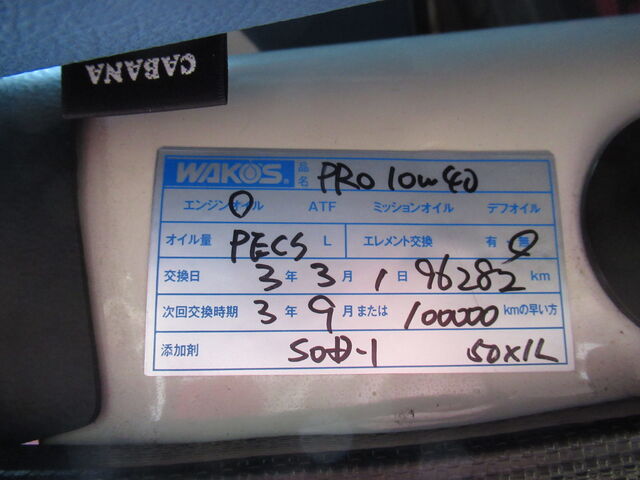 CABANA
WAKO'S® 品名 PRO 10w40
エンジンオイル ATF ミッションオイル デフオイル
オイル量 PECS L エレメント交換 有 無
交換日 3年 3月 1日 96282 km
次回交換時期 3年 9月または 100000 kmの早い方
添加剤 SOD-1 50×1L